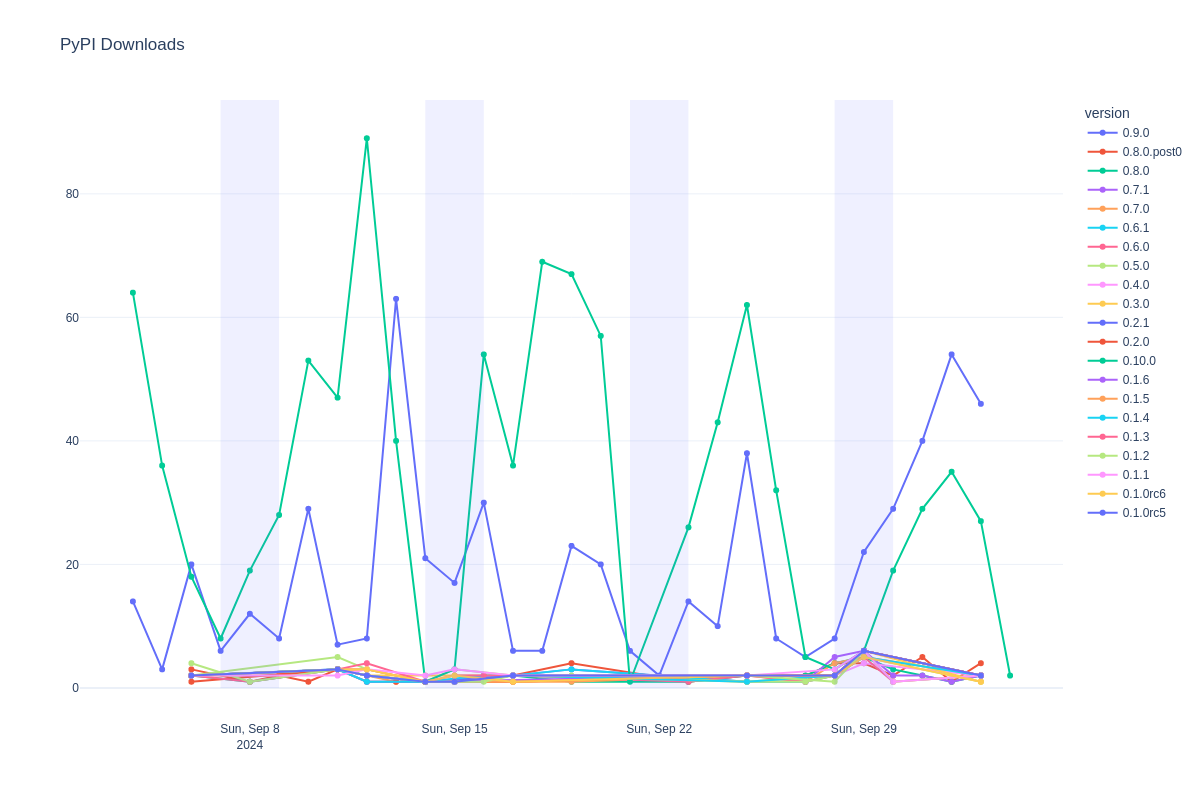 PyPI Downloads
version
0.9.0
0.8.0.post0
0.8.0
0.7.1
0.7.0
0.6.1
0.6.0
0.5.0
0.4.0
0.3.0
0.2.1
0.2.0
0.10.0
0.1.6
0.1.5
0.1.4
0.1.3
0.1.2
0.1.1
0.1.0rc6
0.1.0rc5
80
60
40
20
0
Sun, Sep 8
2024
Sun, Sep 15
Sun, Sep 22
Sun, Sep 29